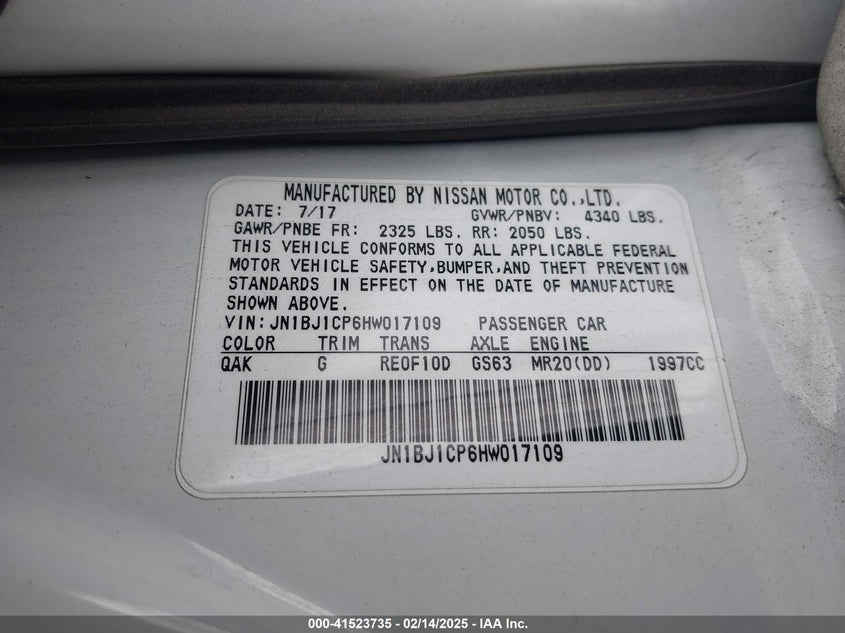 MANUFACTURED BY NISSAN MOTOR CO.,LTD.
DATE: 7/17 GVWR/PNBV: 4340 LBS.
GAWR/PNBE FR: 2325 LBS. RR: 2050 LBS.
THIS VEHICLE CONFORMS TO ALL APPLICABLE FEDERAL
MOTOR VEHICLE SAFETY,BUMPER,AND THEFT PREVENTION
STANDARDS IN EFFECT ON THE DATE OF MANUFACTURE
SHOWN ABOVE.
VIN:JN1BJ1CP6HW017109 PASSENGER CAR
COLOR TRIM TRANS AXLE ENGINE
QAK G RE0F10D GS63 MR20(DD) 1997CC
JN1BJ1CP6HW017109
000-41523735 - 02/14/2025 - IAA Inc.